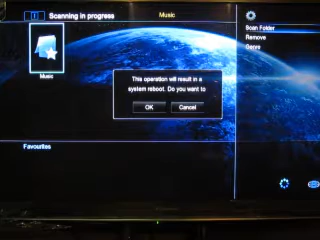 Scanning in progress
Music
Scan Folder
Remove
Genre
Music
This operation will result in a
system reboot. Do you want to
OK
Cancel
Favourites